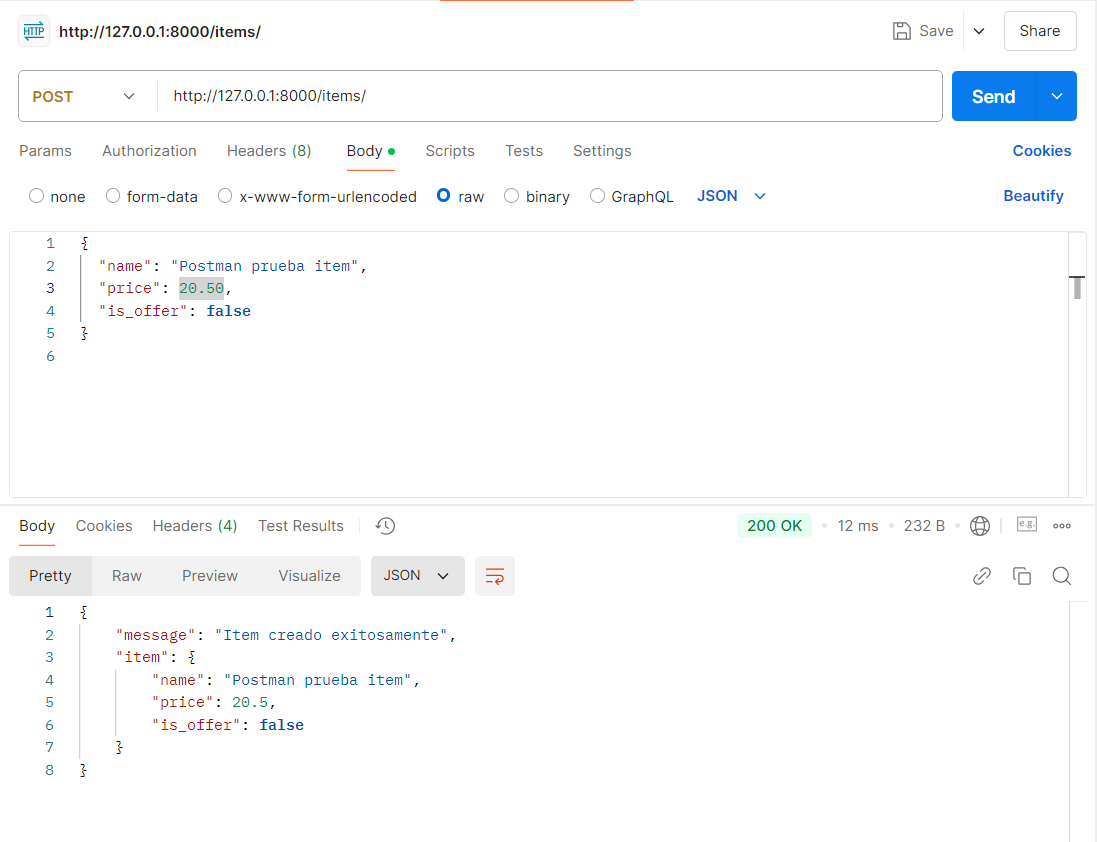 HTTP http://127.0.0.1:8000/items/ Save Share
POST http://127.0.0.1:8000/items/ Send
Params Authorization Headers (8) Body Scripts Tests Settings Cookies
none form-data x-www-form-urlencoded raw binary GraphQL JSON Beautify
1 {
2 "name": "Postman prueba item",
3 "price": 20.50,
4 "is_offer": false
5 }
6
Body Cookies Headers (4) Test Results 200 OK 12 ms 232 B e.g.
Pretty Raw Preview Visualize JSON
1 {
2 "message": "Item creado exitosamente",
3 "item": {
4 "name": "Postman prueba item",
5 "price": 20.5,
6 "is_offer": false
7 }
8 }